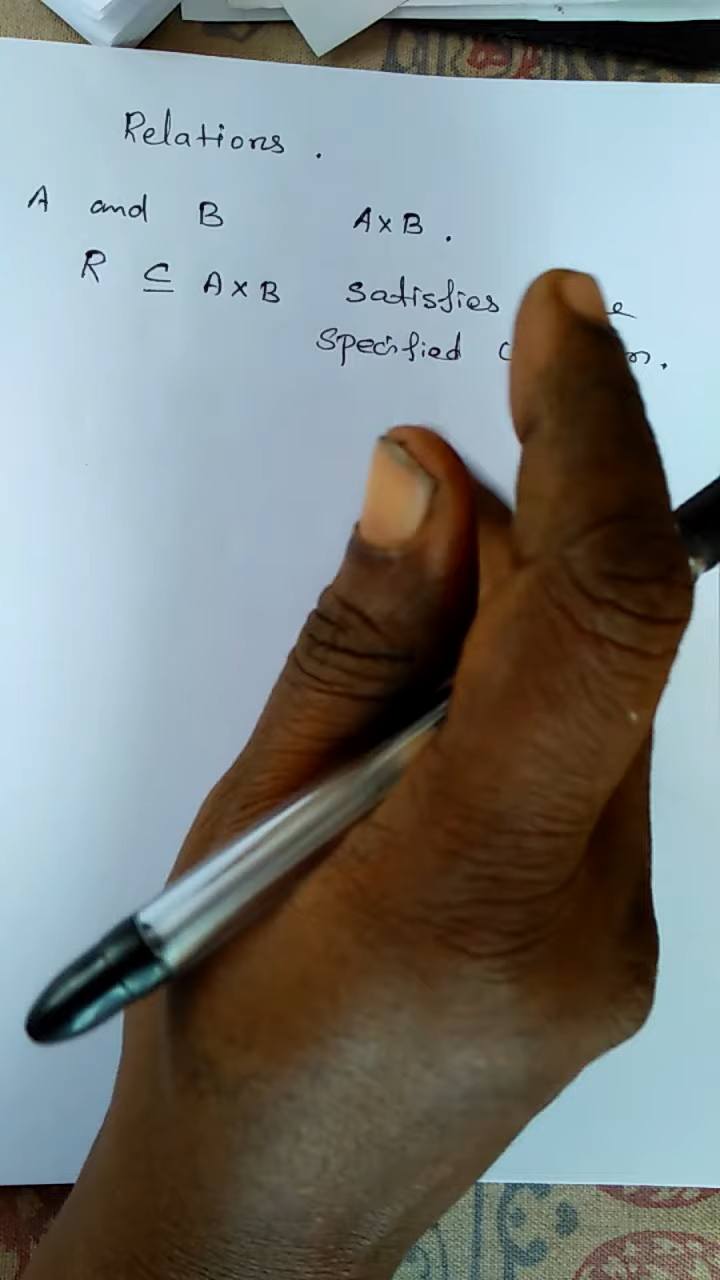 Relations.
A and B A×B.
R ⊆ A×B Satisfies
Specified